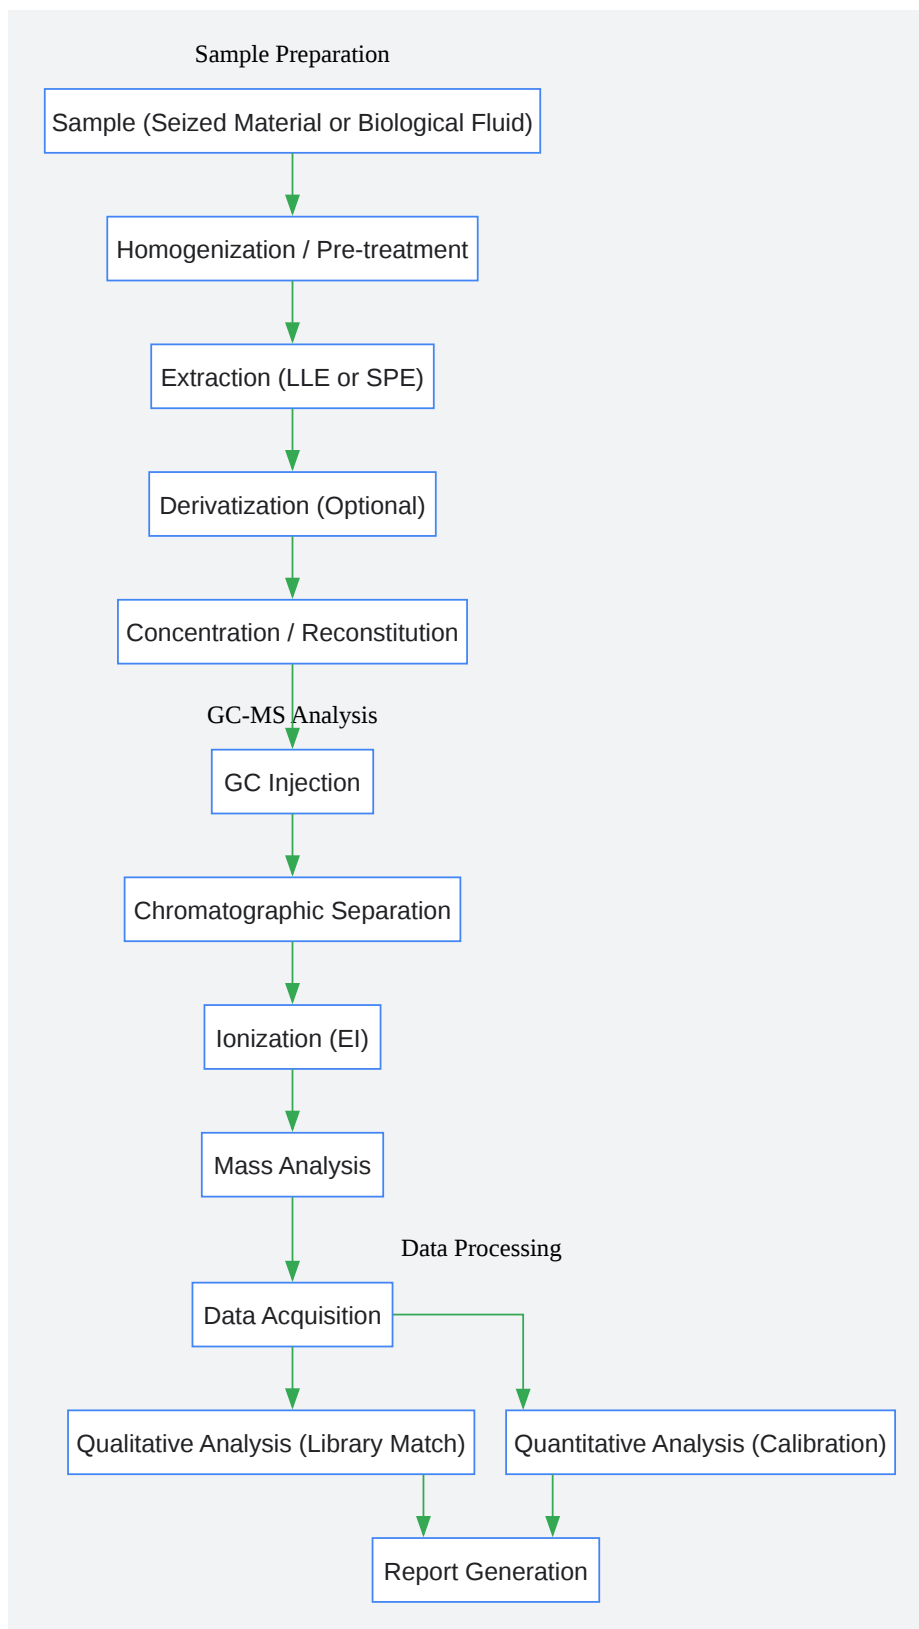 Sample Preparation
Sample (Seized Material or Biological Fluid)
Homogenization / Pre-treatment
Extraction (LLE or SPE)
Derivatization (Optional)
Concentration / Reconstitution
GC-MS Analysis
GC Injection
Chromatographic Separation
Ionization (EI)
Mass Analysis
Data Processing
Data Acquisition
Qualitative Analysis (Library Match)
Quantitative Analysis (Calibration)
Report Generation